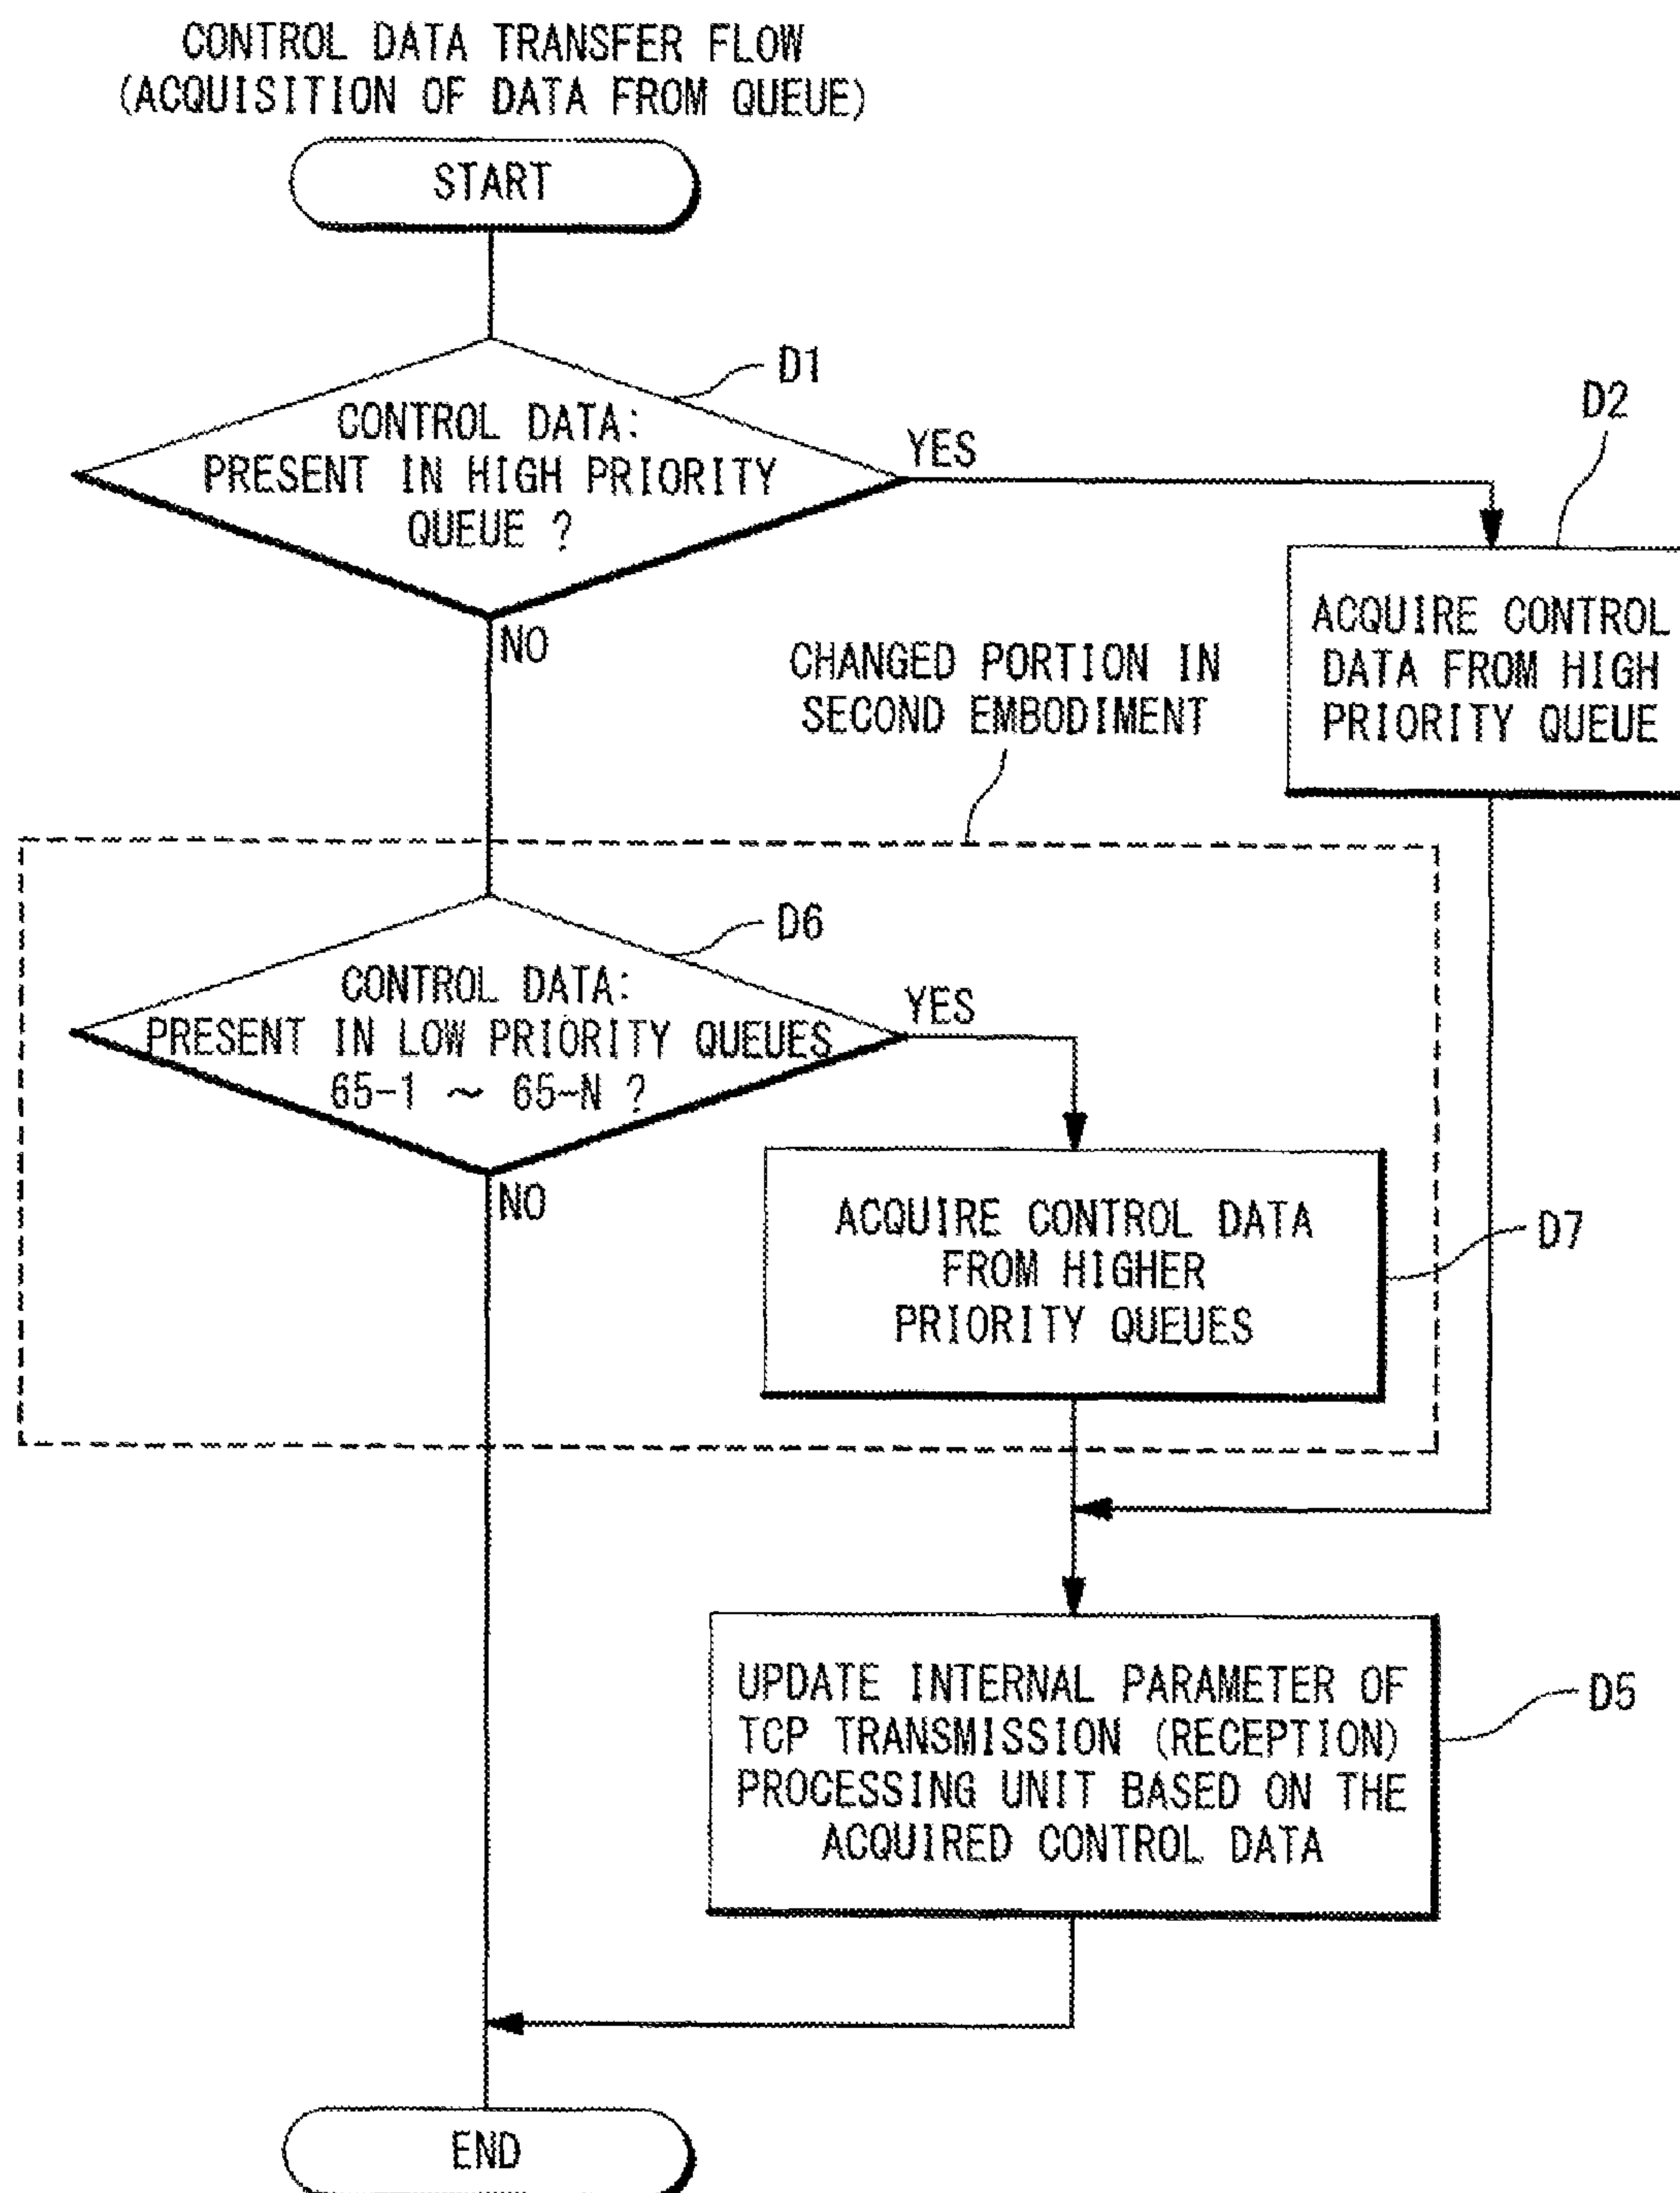 CONTROL DATA TRANSFER FLOW
(ACQUISITION OF DATA FROM QUEUE)
START
D1
CONTROL DATA:
PRESENT IN HIGH PRIORITY
QUEUE ?
YES
NO
D2
ACQUIRE CONTROL
DATA FROM HIGH
PRIORITY QUEUE
CHANGED PORTION IN
SECOND EMBODIMENT
D6
CONTROL DATA:
PRESENT IN LOW PRIORITY QUEUES
65-1 ~ 65-N ?
YES
NO
ACQUIRE CONTROL DATA
FROM HIGHER
PRIORITY QUEUES
D7
UPDATE INTERNAL PARAMETER OF
TCP TRANSMISSION (RECEPTION)
PROCESSING UNIT BASED ON THE
ACQUIRED CONTROL DATA
D5
END